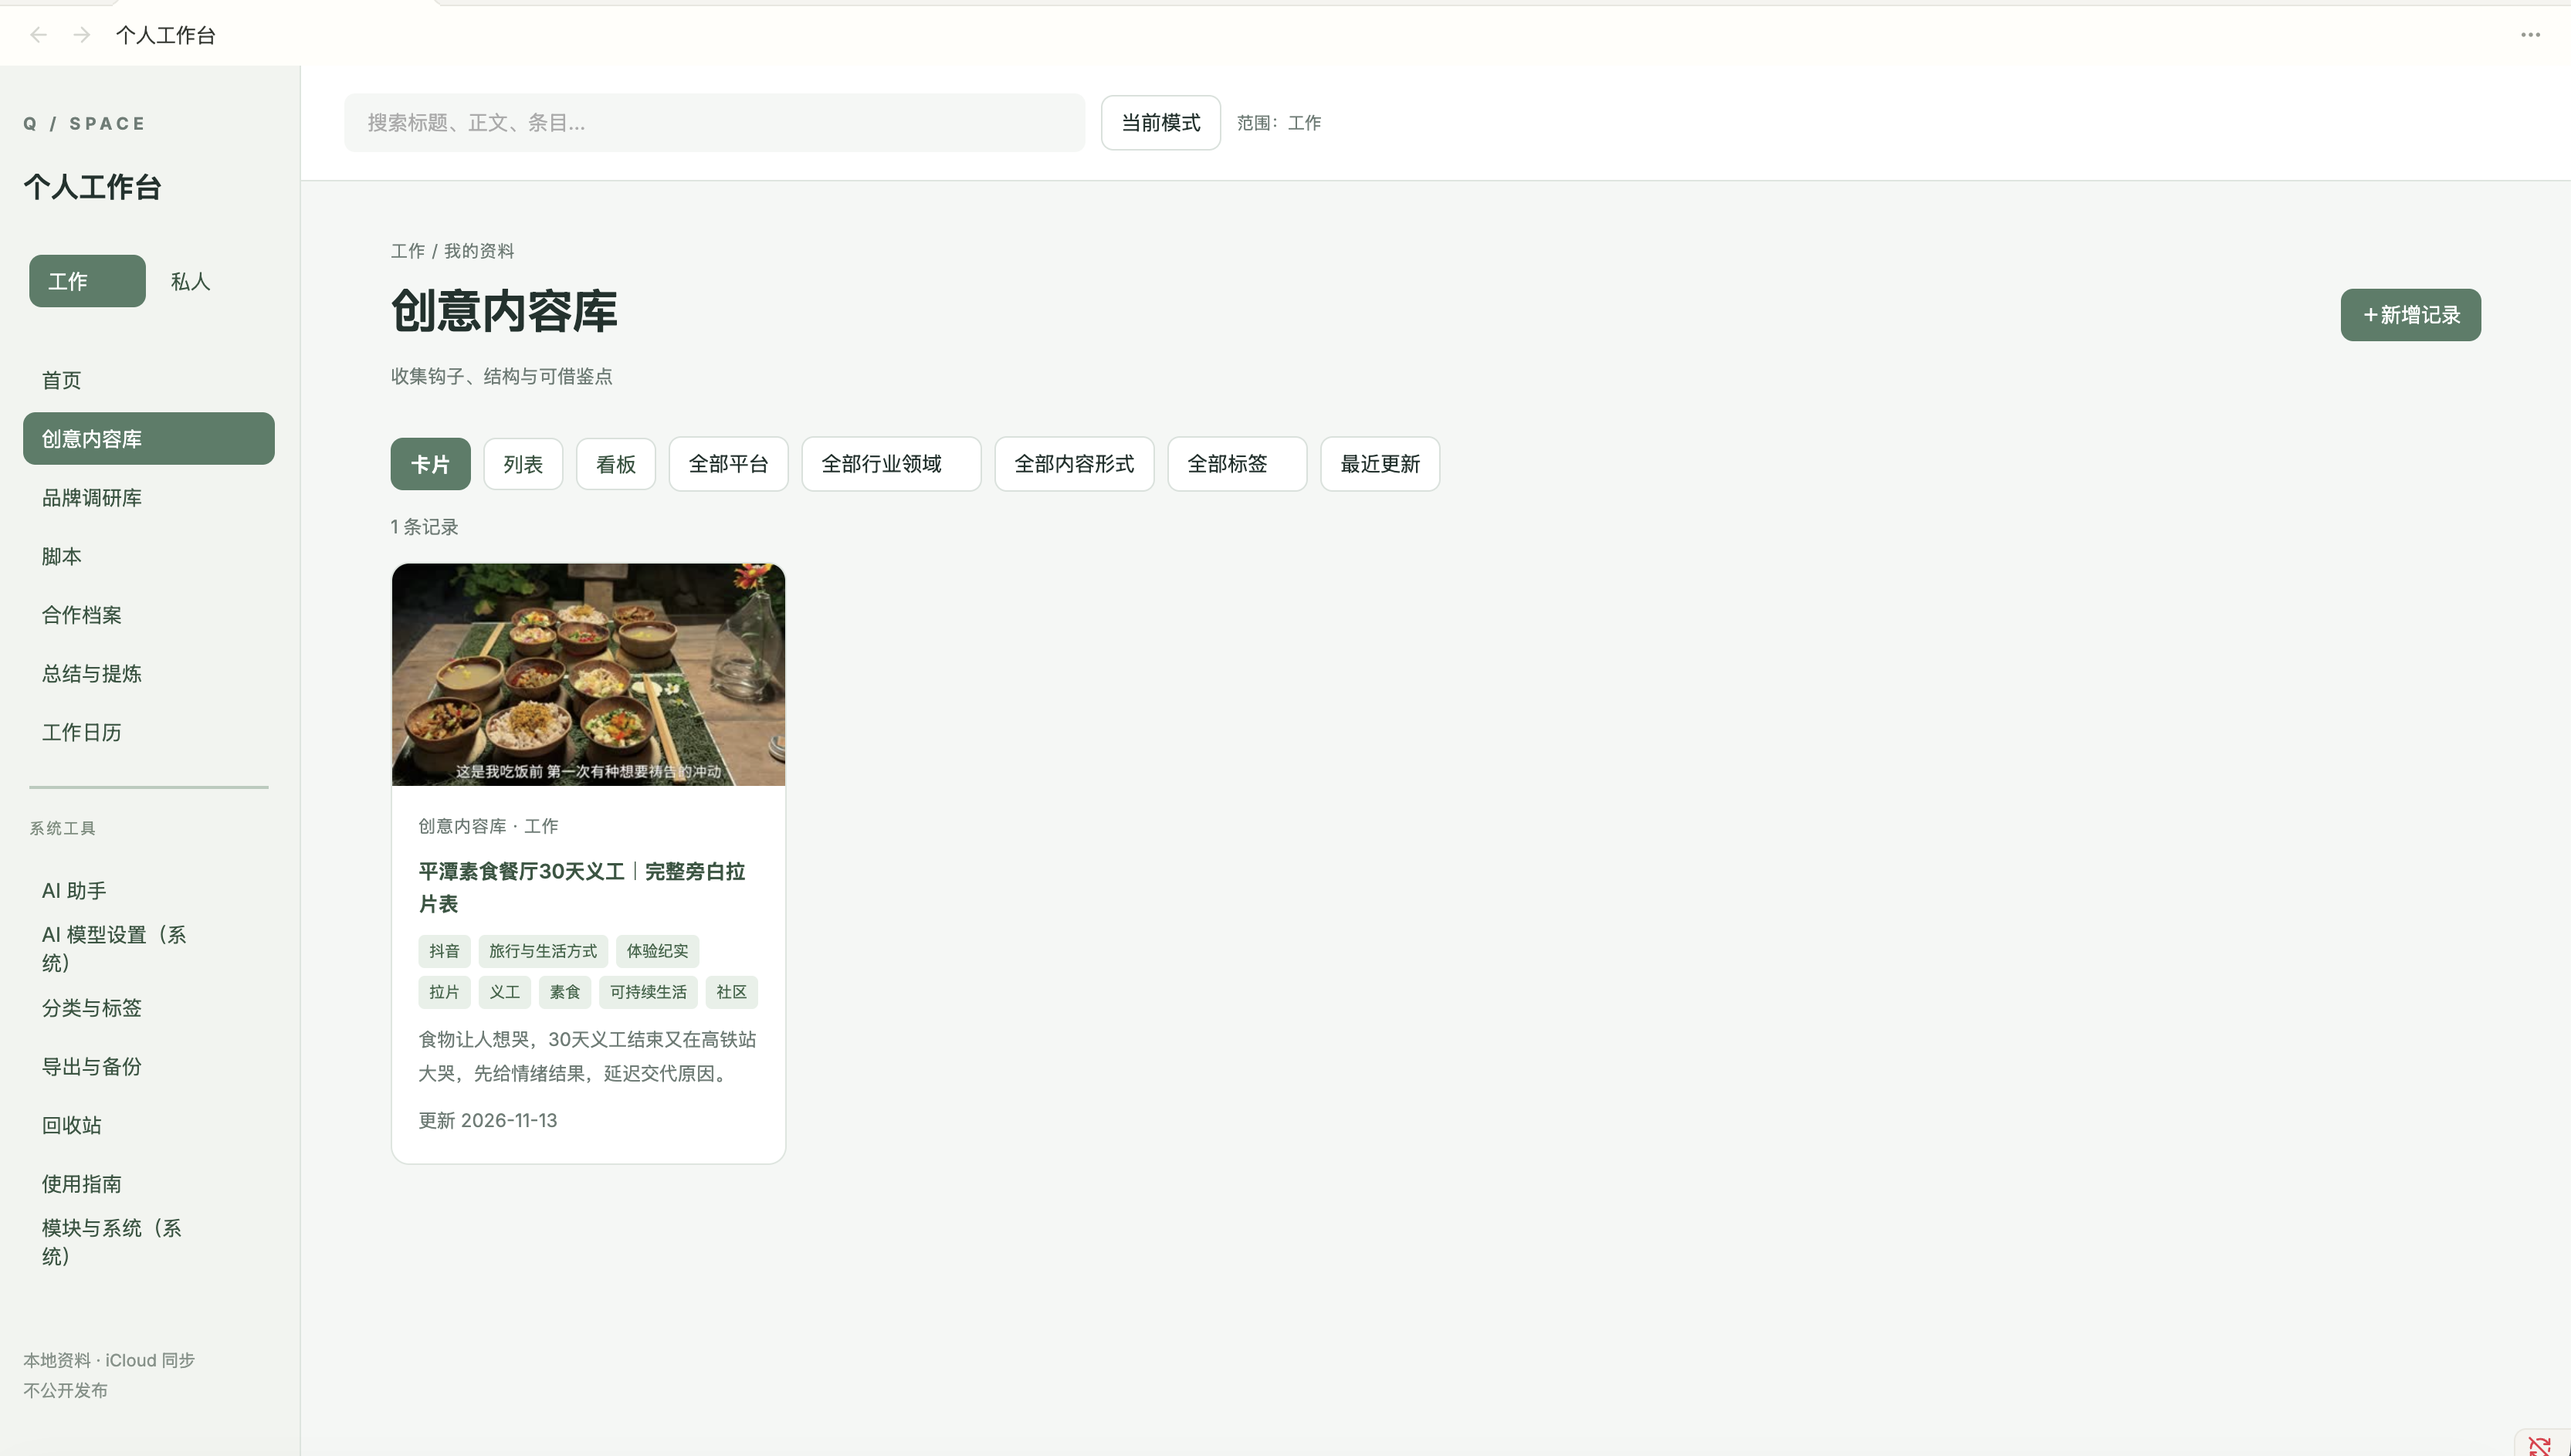 个人工作台
Q / SPACE
个人工作台
工作
私人
首页
创意内容库
品牌调研库
脚本
合作档案
总结与提炼
工作日历
系统工具
AI 助手
AI 模型设置（系
统）
分类与标签
导出与备份
回收站
使用指南
模块与系统（系
统）
本地资料 · iCloud 同步
不公开发布
搜索标题、正文、条目...
当前模式
范围：工作
工作 / 我的资料
创意内容库
＋新增记录
收集钩子、结构与可借鉴点
卡片
列表
看板
全部平台
全部行业领域
全部内容形式
全部标签
最近更新
1 条记录
这是我吃饭前 第一次有种想要祷告的冲动
创意内容库 · 工作
平潭素食餐厅30天义工｜完整旁白拉
片表
抖音
旅行与生活方式
体验纪实
拉片
义工
素食
可持续生活
社区
食物让人想哭，30天义工结束又在高铁站
大哭，先给情绪结果，延迟交代原因。
更新 2026-11-13